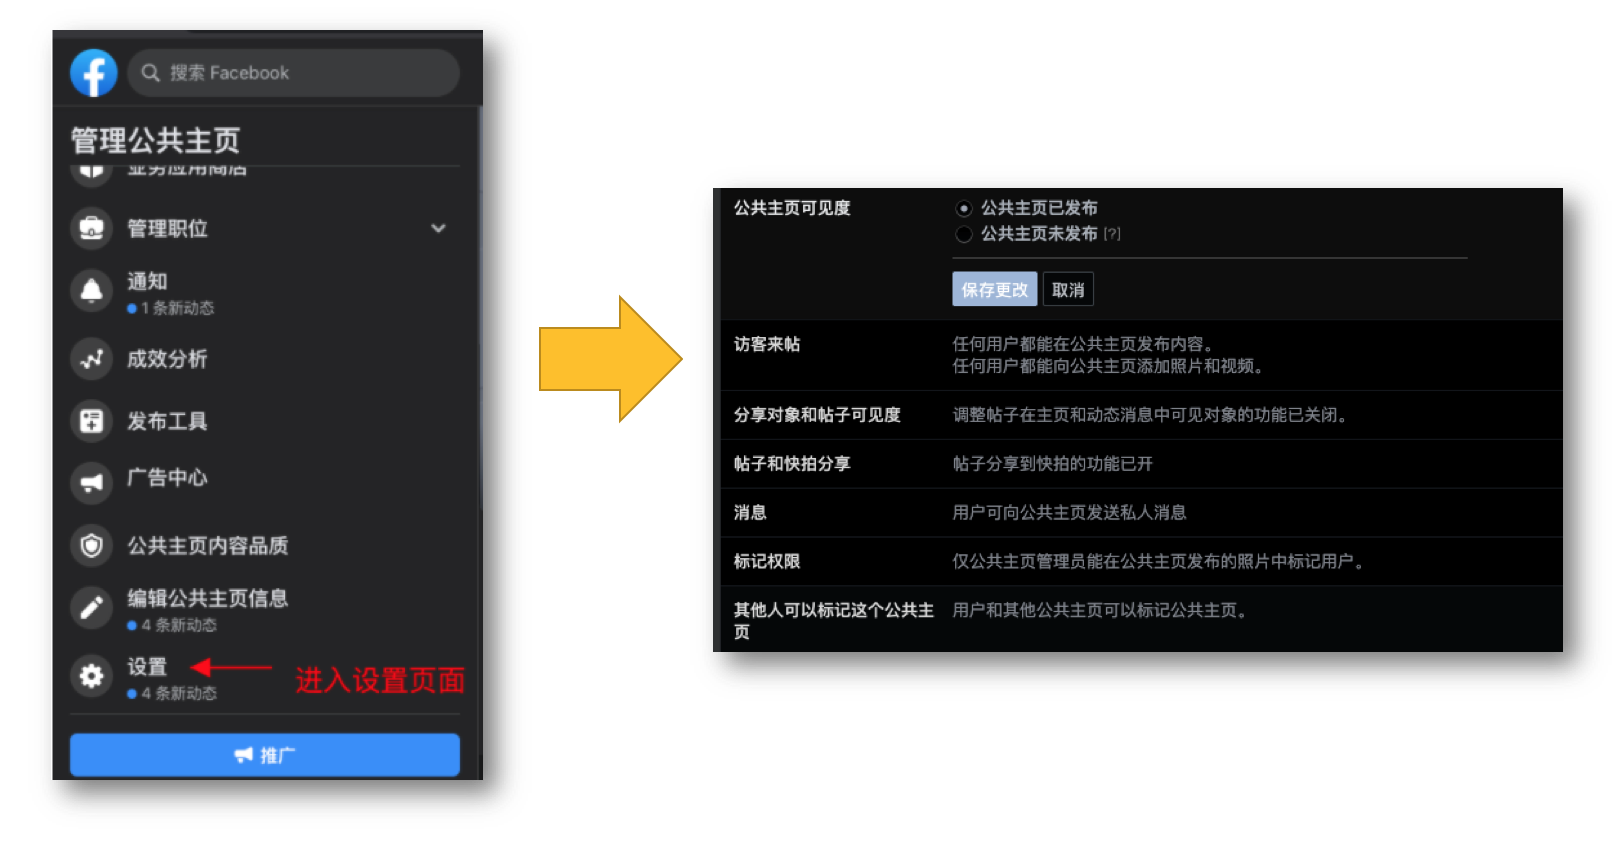 搜索 Facebook
管理公共主页
业务应用商店
管理职位
通知
1 条新动态
成效分析
发布工具
广告中心
公共主页内容品质
编辑公共主页信息
4 条新动态
设置
4 条新动态
进入设置页面
推广
公共主页可见度
公共主页已发布
公共主页未发布 [?]
保存更改 取消
访客来帖
任何用户都能在公共主页发布内容。
任何用户都能向公共主页添加照片和视频。
分享对象和帖子可见度
调整帖子在主页和动态消息中可见对象的功能已关闭。
帖子和快拍分享
帖子分享到快拍的功能已开
消息
用户可向公共主页发送私人消息
标记权限
仅公共主页管理员能在公共主页发布的照片中标记用户。
其他人可以标记这个公共主
页
用户和其他公共主页可以标记公共主页。